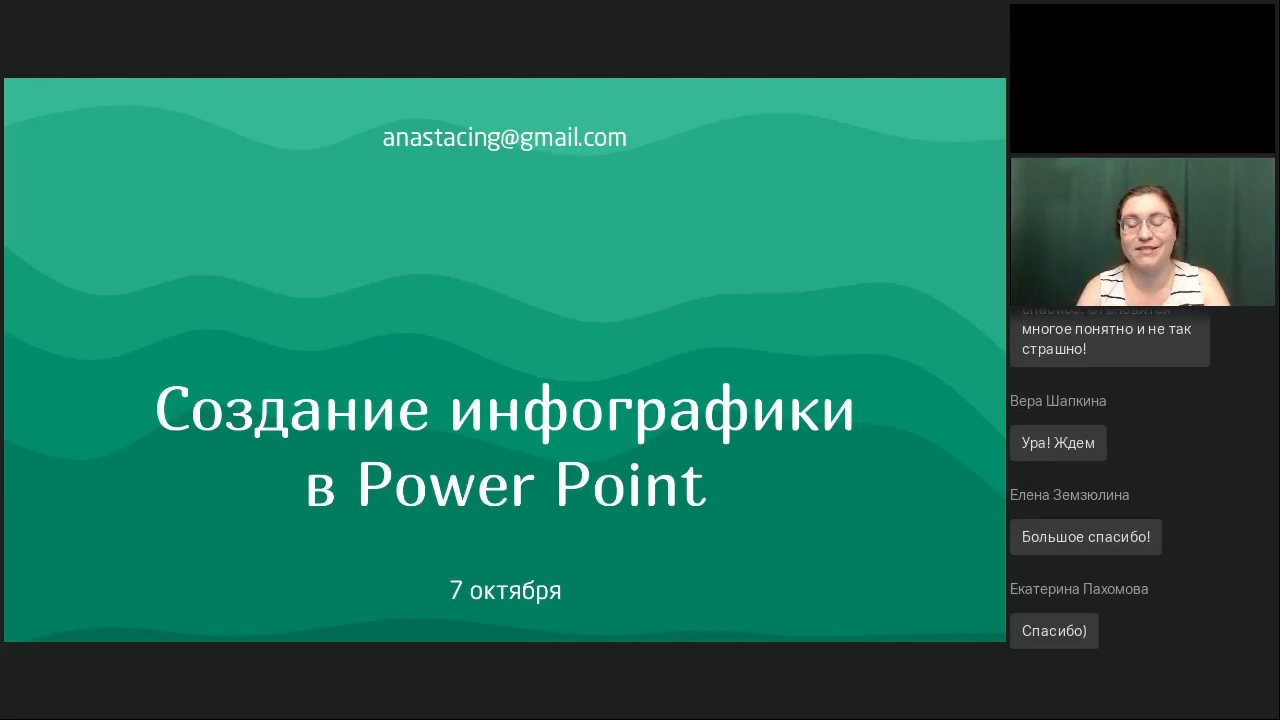 anastacing@gmail.com
Создание инфографики
в Power Point
7 октября
многое понятно и не так
страшно!
Вера Шапкина
Ура! Ждем
Елена Земзюлина
Большое спасибо!
Екатерина Пахомова
Спасибо)